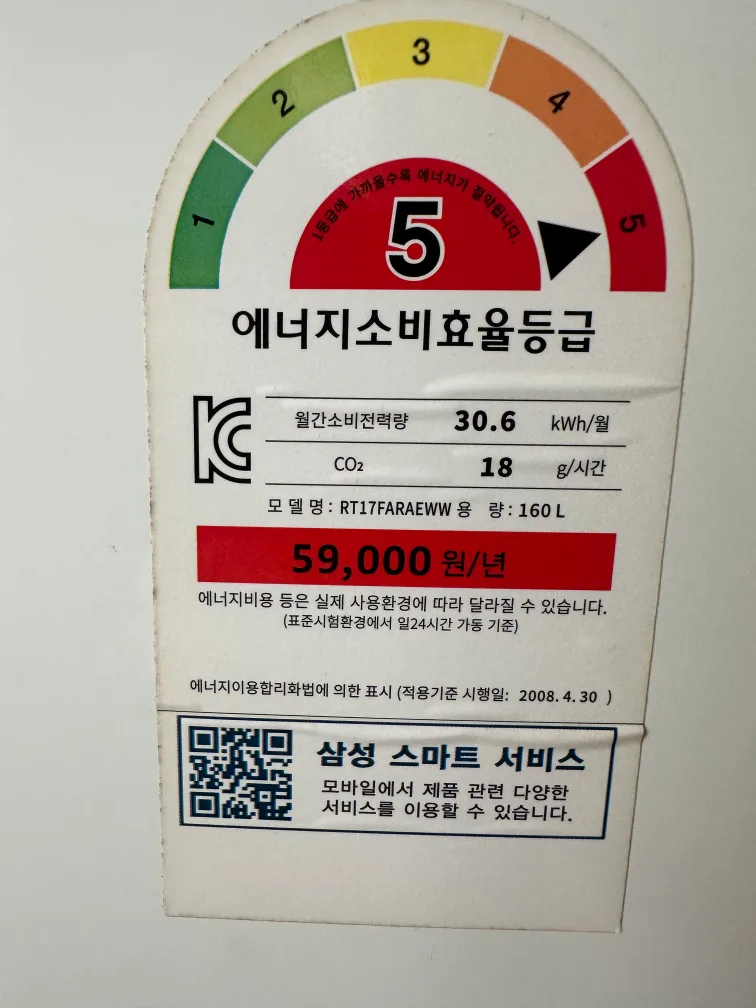 1
2
3
4
5
1등급에 가까울수록 에너지가 절약됩니다.
5
에너지소비효율등급
월간소비전력량 30.6 kWh/월
CO₂ 18 g/시간
모 델 명 : RT17FARAEWW 용 량 : 160 L
59,000 원/년
에너지비용 등은 실제 사용환경에 따라 달라질 수 있습니다.
(표준시험환경에서 일24시간 가동 기준)
에너지이용합리화법에 의한 표시 (적용기준 시행일: 2008. 4. 30 )
삼성 스마트 서비스
모바일에서 제품 관련 다양한
서비스를 이용할 수 있습니다.